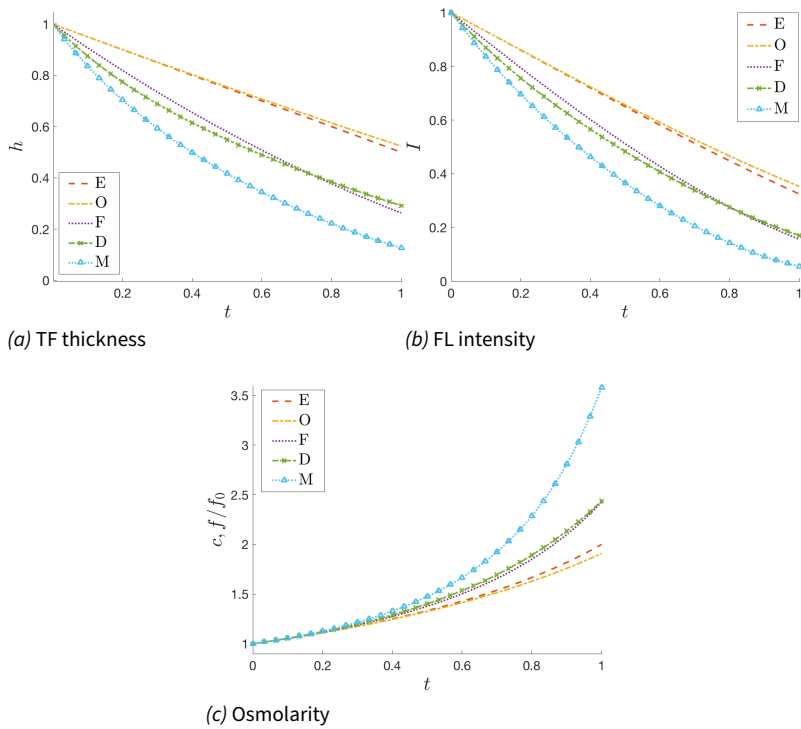 1
0.8
0.6
0.4
0.2
0
h
E
O
F
D
M
0.2 0.4 0.6 0.8 1
t
(a) TF thickness
1
0.8
0.6
0.4
0.2
0
I
E
O
F
D
M
0 0.2 0.4 0.6 0.8 1
t
(b) FL intensity
3.5
3
2.5
2
1.5
1
c, f/f₀
E
O
F
D
M
0 0.2 0.4 0.6 0.8 1
t
(c) Osmolarity